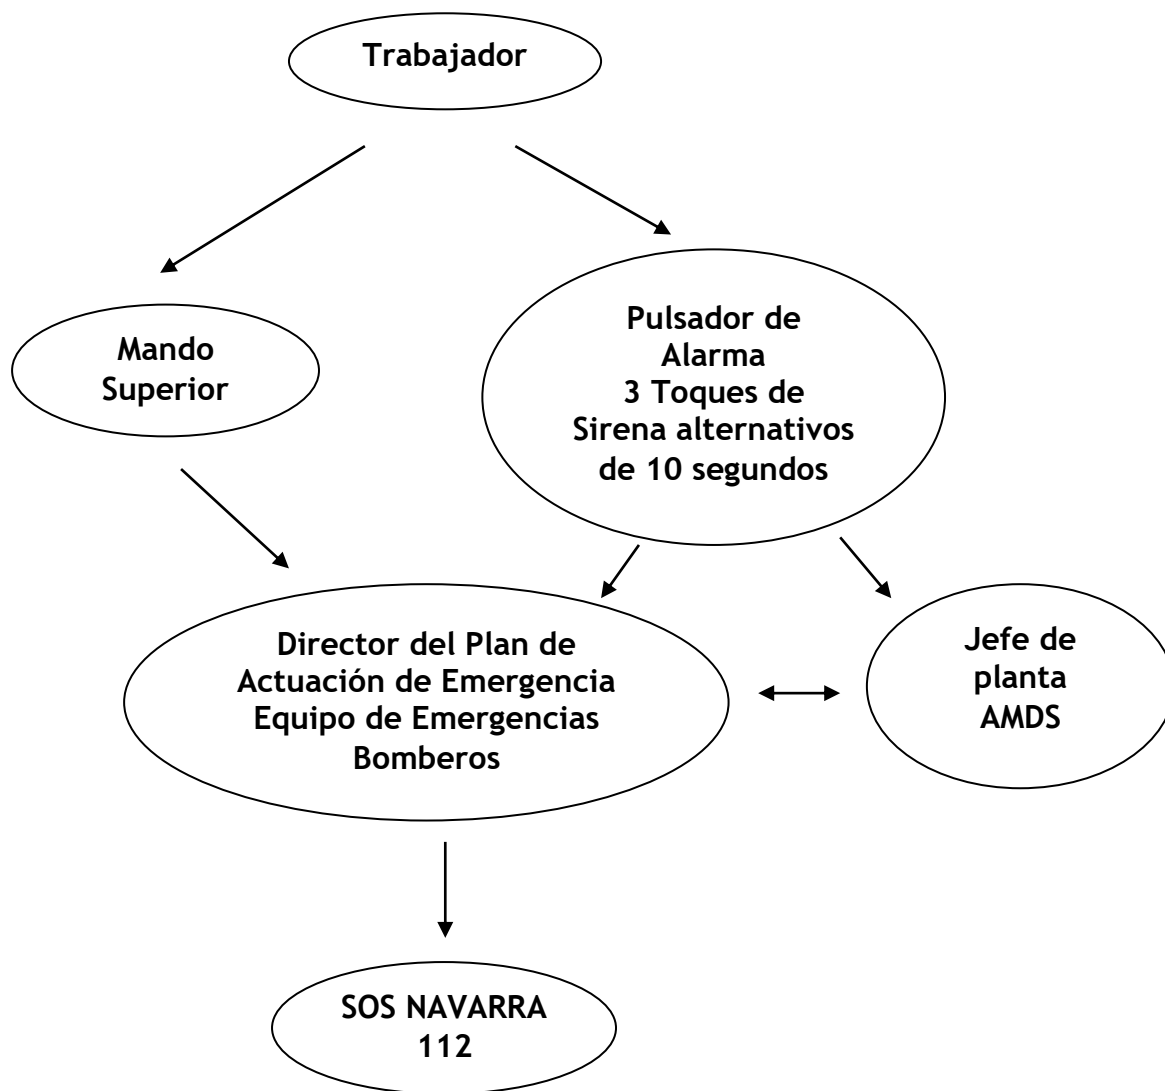 Trabajador
Mando
Superior
Pulsador de
Alarma
3 Toques de
Sirena alternativos
de 10 segundos
Director del Plan de
Actuación de Emergencia
Equipo de Emergencias
Bomberos
Jefe de
planta
AMDS
SOS NAVARRA
112